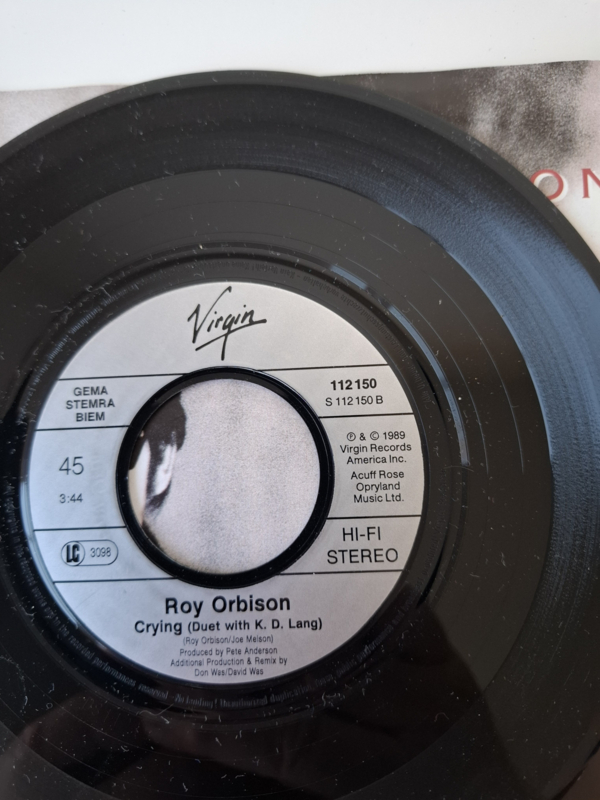 ON
Virgin
GEMA
STEMRA
BIEM
112 150
S 112 150 B
45
3:44
℗ & © 1989
Virgin Records
America Inc.
Acuff Rose
Opryland
Music Ltd.
LC 3098
HI-FI
STEREO
Roy Orbison
Crying (Duet with K. D. Lang)
(Roy Orbison/Joe Melson)
Produced by Pete Anderson
Additional Production & Remix by
Don Was/David Was